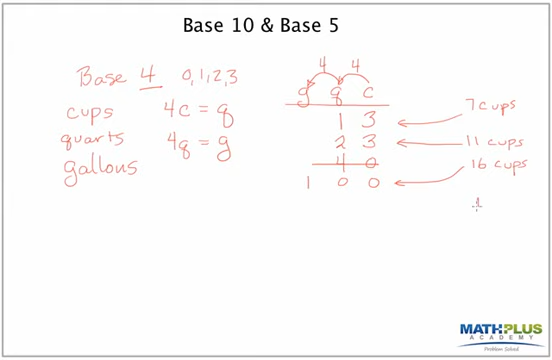 Base 10 & Base 5
Base 4 0,1,2,3
cups 4c = q
quarts 4q = g
gallons
4 4
g q c
1 3
2 3
4 0
1 0 0
7 cups
11 cups
16 cups
MATHPLUS
ACADEMY
Problem Solved